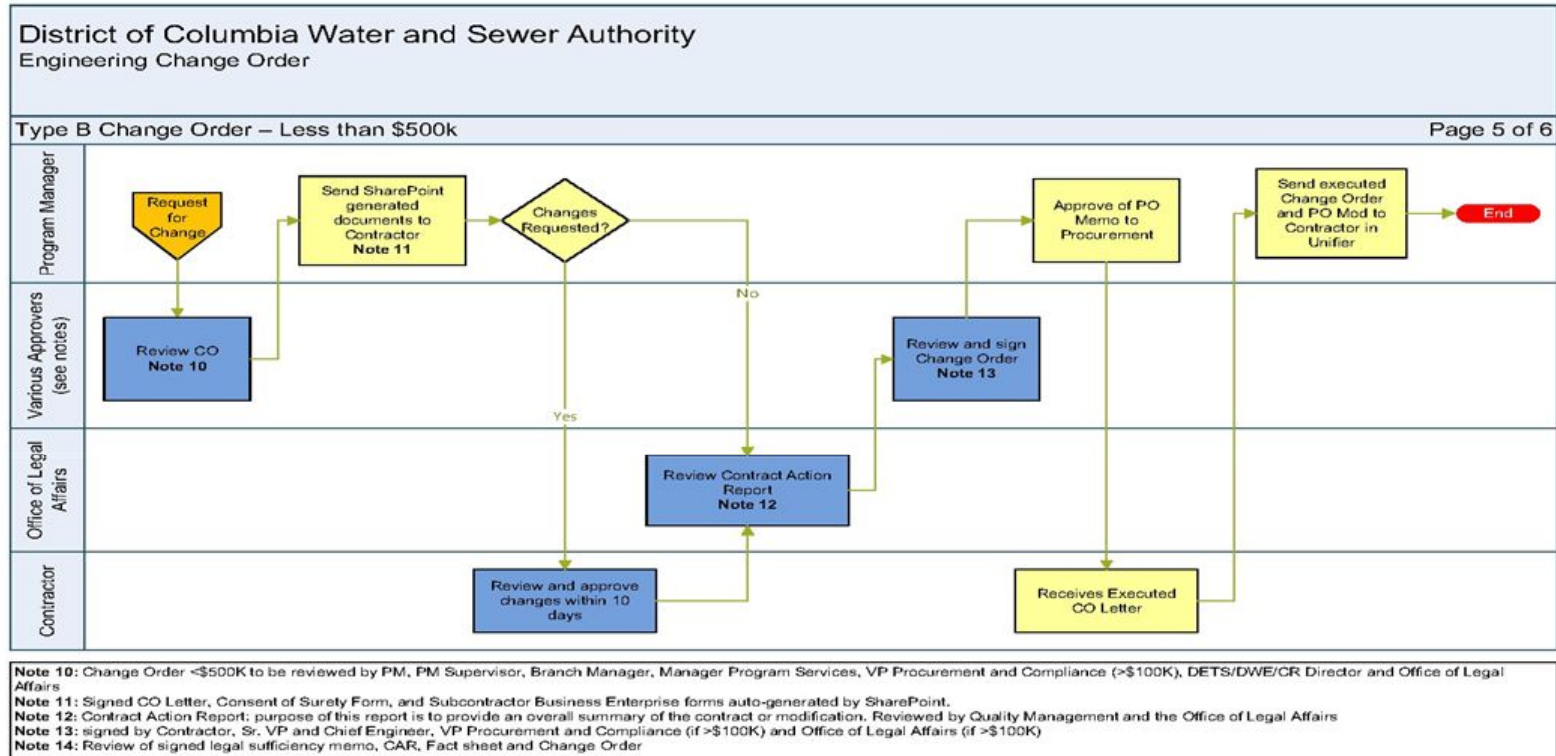 District of Columbia Water and Sewer Authority
Engineering Change Order
Type B Change Order – Less than $500k
Page 5 of 6
Program Manager
Request
for
Change
Send SharePoint
generated
documents to
Contractor
Note 11
Changes
Requested?
Approve of PO
Memo to
Procurement
Send executed
Change Order
and PO Mod to
Contractor in
Unifier
End
No
Various Approvers
(see notes)
Review CO
Note 10
Review and sign
Change Order
Note 13
Yes
Office of Legal
Affairs
Review Contract Action
Report
Note 12
Contractor
Review and approve
changes within 10
days
Receives Executed
CO Letter
Note 10: Change Order <$500K to be reviewed by PM, PM Supervisor, Branch Manager, Manager Program Services, VP Procurement and Compliance (>$100K), DETS/DWE/CR Director and Office of Legal
Affairs
Note 11: Signed CO Letter, Consent of Surety Form, and Subcontractor Business Enterprise forms auto-generated by SharePoint.
Note 12: Contract Action Report: purpose of this report is to provide an overall summary of the contract or modification. Reviewed by Quality Management and the Office of Legal Affairs
Note 13: signed by Contractor, Sr. VP and Chief Engineer, VP Procurement and Compliance (if >$100K) and Office of Legal Affairs (if >$100K)
Note 14: Review of signed legal sufficiency memo, CAR, Fact sheet and Change Order